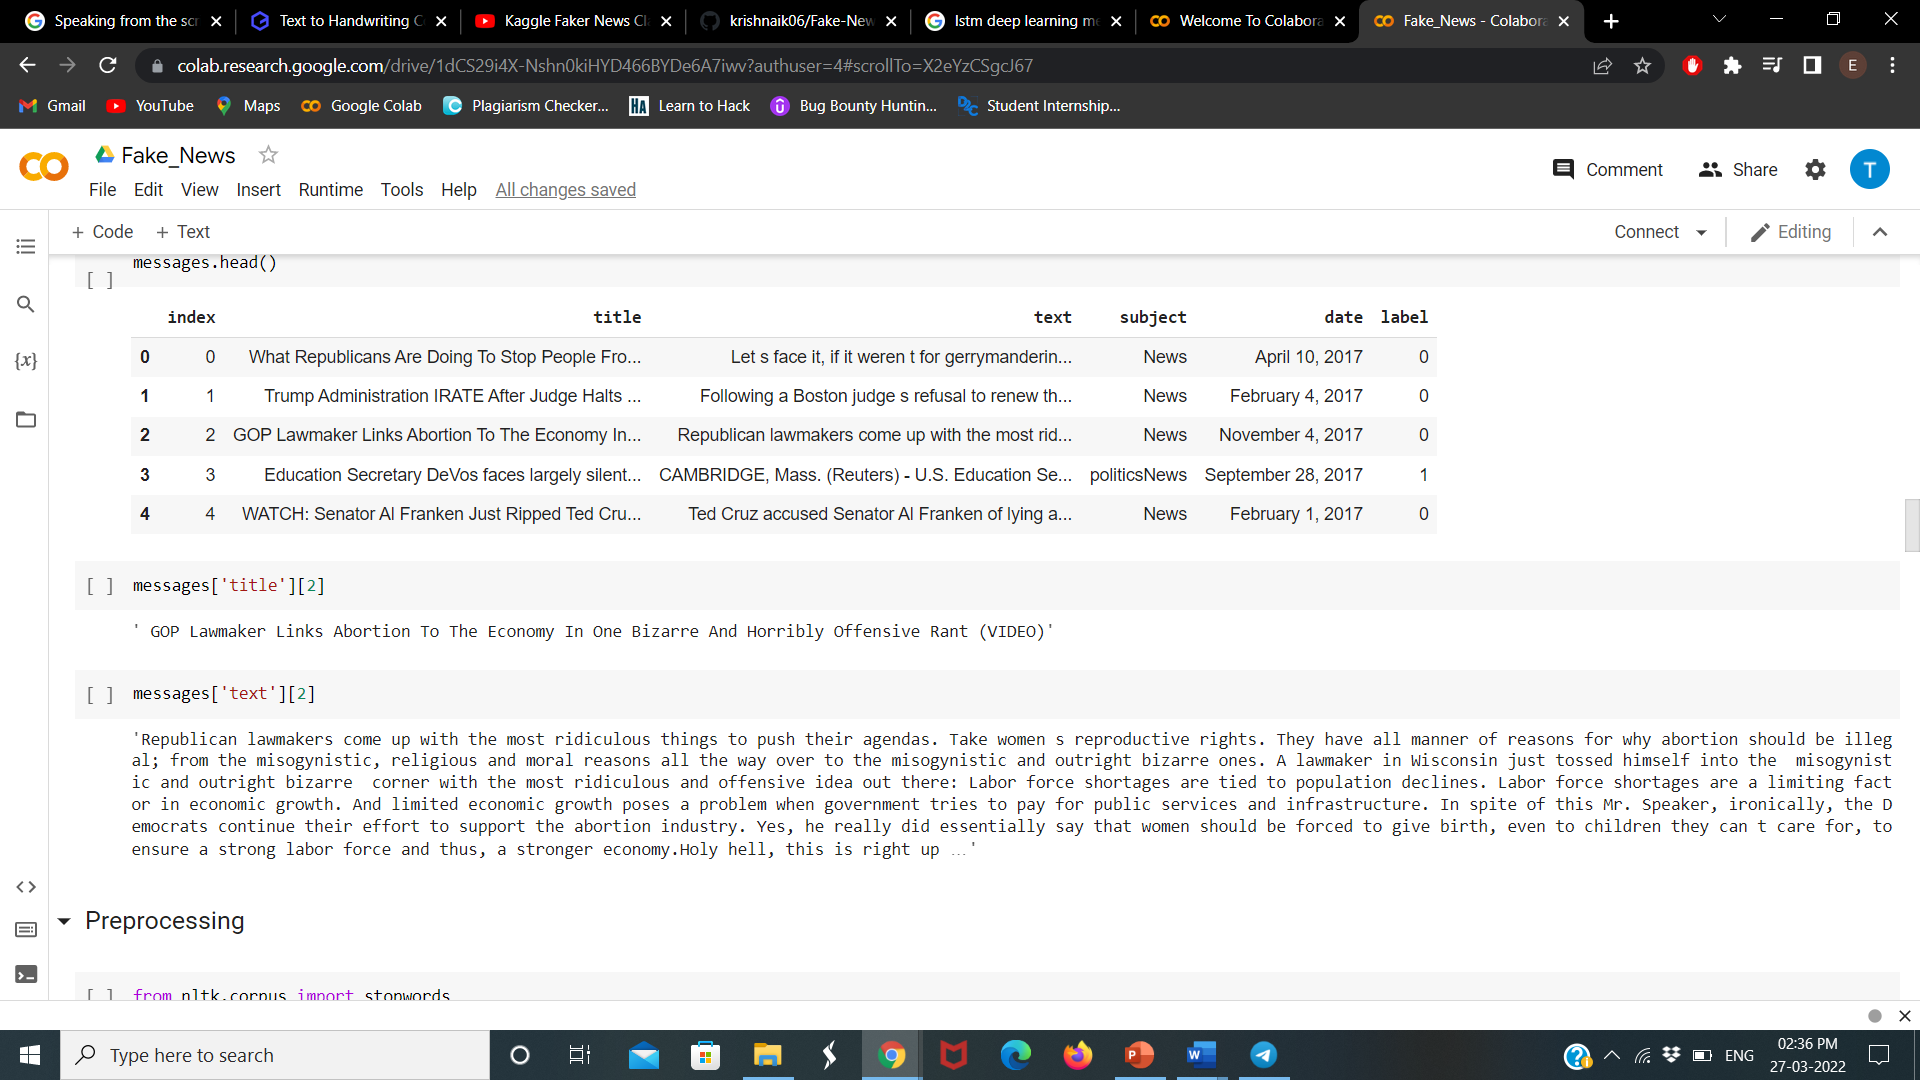 Speaking from the scr
Text to Handwriting C
Kaggle Faker News Cl
krishnaik06/Fake-New
lstm deep learning me
Welcome To Colabora
Fake_News - Colabora
colab.research.google.com/drive/1dCS29i4X-Nshn0kiHYD466BYDe6A7iwv?authuser=4#scrollTo=X2eYzCSgcJ67
E
Gmail YouTube Maps Google Colab Plagiarism Checker... HA Learn to Hack Bug Bounty Huntin... Student Internship...
Fake_News
File Edit View Insert Runtime Tools Help All changes saved
Comment Share T
+ Code + Text Connect Editing
messages.head()
[ ]
index title text subject date label
0 0 What Republicans Are Doing To Stop People Fro... Let s face it, if it weren t for gerrymanderin... News April 10, 2017 0
1 1 Trump Administration IRATE After Judge Halts ... Following a Boston judge s refusal to renew th... News February 4, 2017 0
2 2 GOP Lawmaker Links Abortion To The Economy In... Republican lawmakers come up with the most rid... News November 4, 2017 0
3 3 Education Secretary DeVos faces largely silent... CAMBRIDGE, Mass. (Reuters) - U.S. Education Se... politicsNews September 28, 2017 1
4 4 WATCH: Senator Al Franken Just Ripped Ted Cru... Ted Cruz accused Senator Al Franken of lying a... News February 1, 2017 0
[ ] messages['title'][2]
' GOP Lawmaker Links Abortion To The Economy In One Bizarre And Horribly Offensive Rant (VIDEO)'
[ ] messages['text'][2]
'Republican lawmakers come up with the most ridiculous things to push their agendas. Take women s reproductive rights. They have all manner of reasons for why abortion should be illeg
al; from the misogynistic, religious and moral reasons all the way over to the misogynistic and outright bizarre ones. A lawmaker in Wisconsin just tossed himself into the  misogynist
ic and outright bizarre  corner with the most ridiculous and offensive idea out there: Labor force shortages are tied to population declines. Labor force shortages are a limiting fact
or in economic growth. And limited economic growth poses a problem when government tries to pay for public services and infrastructure. In spite of this Mr. Speaker, ironically, the D
emocrats continue their effort to support the abortion industry. Yes, he really did essentially say that women should be forced to give birth, even to children they can t care for, to
ensure a strong labor force and thus, a stronger economy.Holy hell, this is right up …'
{x}
Preprocessing
[ ] from nltk.corpus import stopwords
Type here to search
ENG
02:36 PM
27-03-2022